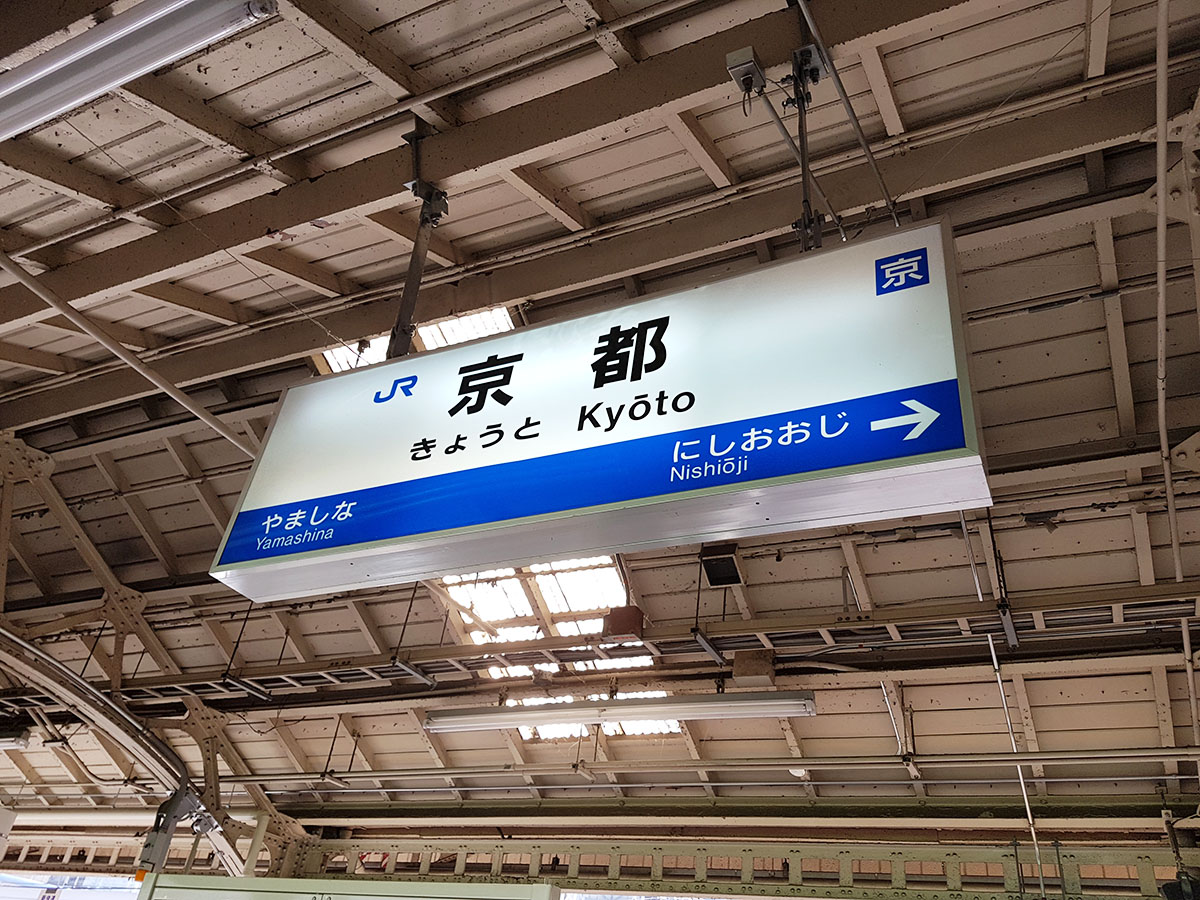 京
JR 京都
きょうと Kyōto
にしおおじ →
Nishiōji
やましな
Yamashina